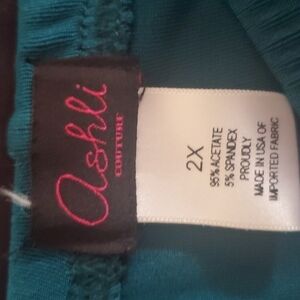 ashli
COUTURE
2X
95% ACETATE
5% SPANDEX
PROUDLY
MADE IN USA OF
IMPORTED FABRIC